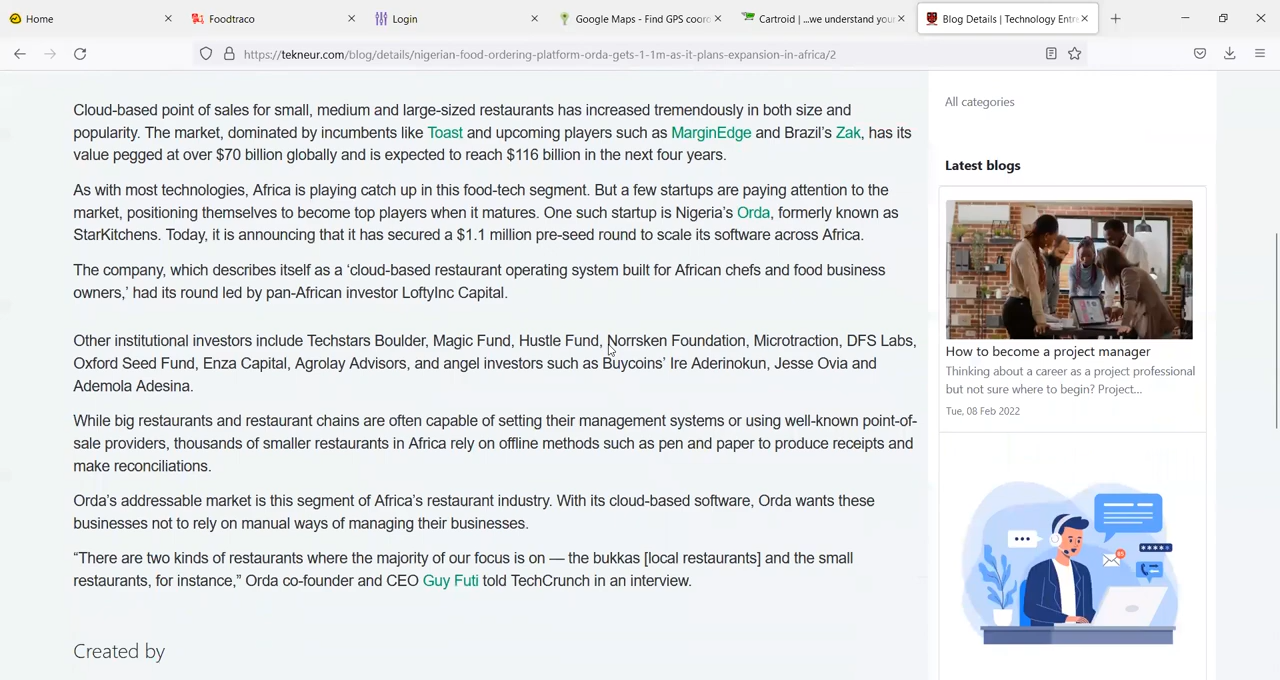 Home
Foodtraco
Login
Google Maps - Find GPS coor
Cartroid | ...we understand your
Blog Details | Technology Entre
https://tekneur.com/blog/details/nigerian-food-ordering-platform-orda-gets-1-1m-as-it-plans-expansion-in-africa/2
Cloud-based point of sales for small, medium and large-sized restaurants has increased tremendously in both size and
popularity. The market, dominated by incumbents like Toast and upcoming players such as MarginEdge and Brazil's Zak, has its
value pegged at over $70 billion globally and is expected to reach $116 billion in the next four years.
As with most technologies, Africa is playing catch up in this food-tech segment. But a few startups are paying attention to the
market, positioning themselves to become top players when it matures. One such startup is Nigeria's Orda, formerly known as
StarKitchens. Today, it is announcing that it has secured a $1.1 million pre-seed round to scale its software across Africa.
The company, which describes itself as a 'cloud-based restaurant operating system built for African chefs and food business
owners,' had its round led by pan-African investor LoftyInc Capital.
Other institutional investors include Techstars Boulder, Magic Fund, Hustle Fund, Norrsken Foundation, Microtraction, DFS Labs,
Oxford Seed Fund, Enza Capital, Agrolay Advisors, and angel investors such as Buycoins' Ire Aderinokun, Jesse Ovia and
Ademola Adesina.
While big restaurants and restaurant chains are often capable of setting their management systems or using well-known point-of-
sale providers, thousands of smaller restaurants in Africa rely on offline methods such as pen and paper to produce receipts and
make reconciliations.
Orda's addressable market is this segment of Africa's restaurant industry. With its cloud-based software, Orda wants these
businesses not to rely on manual ways of managing their businesses.
“There are two kinds of restaurants where the majority of our focus is on — the bukkas [local restaurants] and the small
restaurants, for instance,” Orda co-founder and CEO Guy Futi told TechCrunch in an interview.
Created by
All categories
Latest blogs
How to become a project manager
Thinking about a career as a project professional
but not sure where to begin? Project...
Tue, 08 Feb 2022